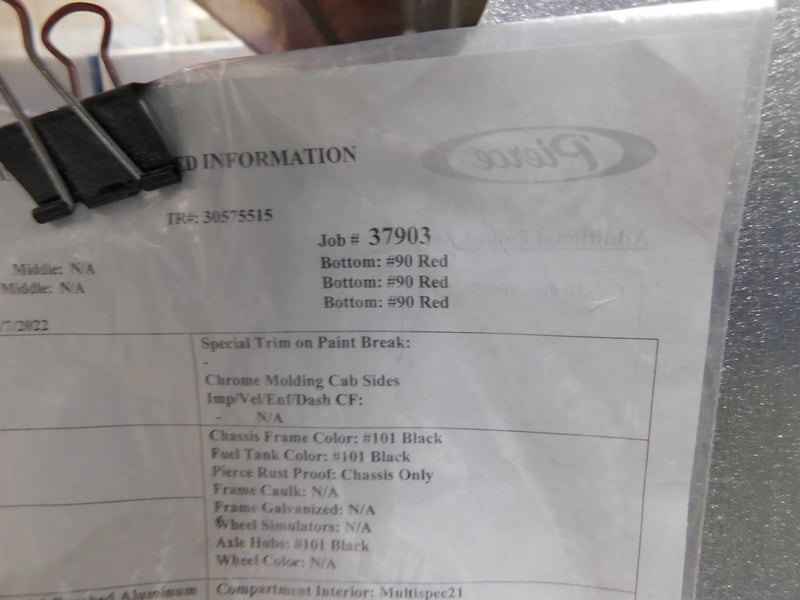 ED INFORMATION
Pierce
TR#: 30575515
Job # 37903
Middle: N/A
Bottom: #90 Red
Middle: N/A
Bottom: #90 Red
Bottom: #90 Red
/7/2022
Special Trim on Paint Break:
-
Chrome Molding Cab Sides
Imp/Vel/Enf/Dash CF:
- N/A
Chassis Frame Color: #101 Black
Fuel Tank Color: #101 Black
Pierce Rust Proof: Chassis Only
Frame Caulk: N/A
Frame Galvanized: N/A
Wheel Simulators: N/A
Axle Hubs: #101 Black
Wheel Color: N/A
Aluminum
Compartment Interior: Multispec21